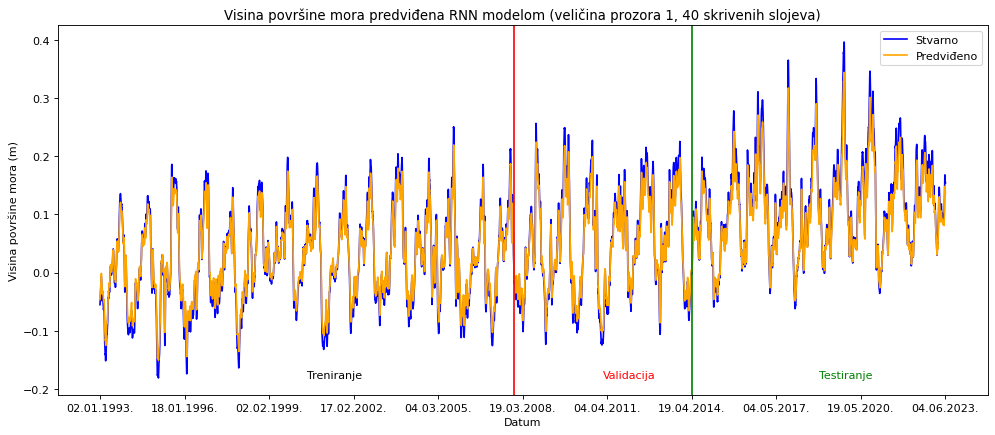 Visina površine mora predviđena RNN modelom (veličina prozora 1, 40 skrivenih slojeva)
Stvarno
Predviđeno
Visina površine mora (m)
0.4
0.3
0.2
0.1
0.0
−0.1
−0.2
Treniranje
Validacija
Testiranje
02.01.1993.
18.01.1996.
02.02.1999.
17.02.2002.
04.03.2005.
19.03.2008.
04.04.2011.
19.04.2014.
04.05.2017.
19.05.2020.
04.06.2023.
Datum